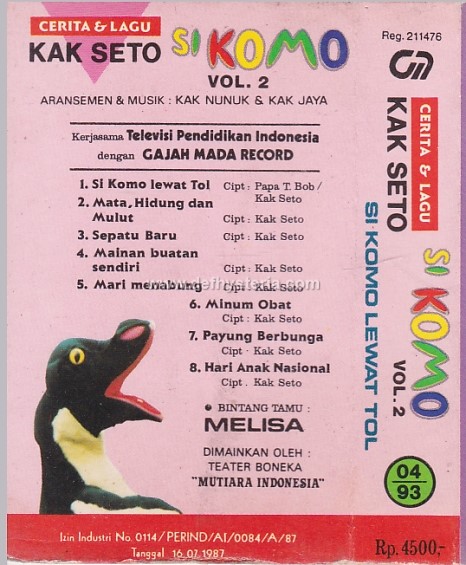 CERITA & LAGU
KAK SETO
SI KOMO
VOL. 2
ARANSEMEN & MUSIK : KAK NUNUK & KAK JAYA
Kerjasama Televisi Pendidikan Indonesia
dengan GAJAH MADA RECORD
1. Si Komo lewat Tol Cipt : Papa T. Bob /
Kak Seto
2. Mata, Hidung dan
Mulut Cipt : Kak Seto
3. Sepatu Baru Cipt : Kak Seto
4. Mainan buatan
sendiri Cipt : Kak Seto
5. Mari menabung Cipt : Kak Seto
6. Minum Obat
Cipt : Kak Seto
7. Payung Berbunga
Cipt · Kak Seto
8. Hari Anak Nasional
Cipt . Kak Seto
• BINTANG TAMU :
MELISA
DIMAINKAN OLEH :
TEATER BONEKA
"MUTIARA INDONESIA"
Izin Industri No. 0114/PERIND/AI/0084/A/87
Tanggal 16.07.1987
www.defhysteria.com
Reg. 211476
CERITA & LAGU
KAK SETO
SI KOMO
VOL. 2
SI KOMO LEWAT TOL
04
93
Rp. 4500,-